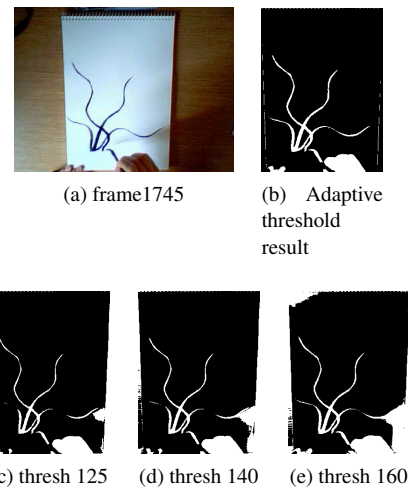 (a) frame1745
(b) Adaptive
threshold
result
c) thresh 125
(d) thresh 140
(e) thresh 160